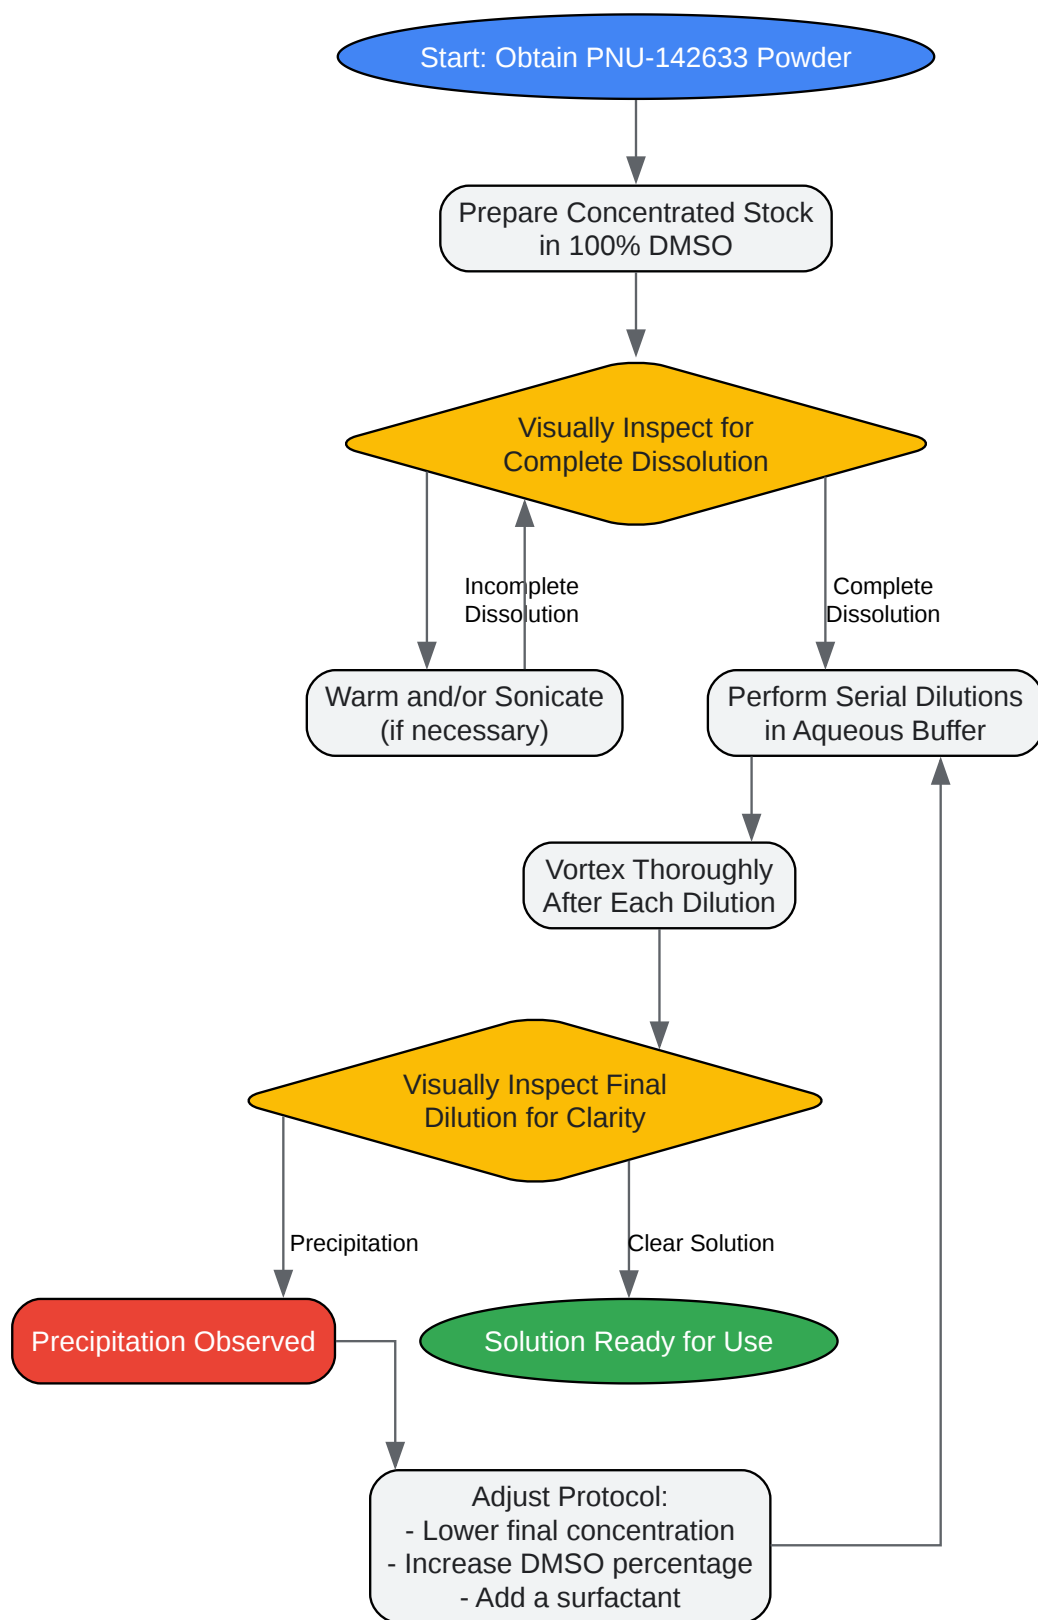 Start: Obtain PNU-142633 Powder
Prepare Concentrated Stock
in 100% DMSO
Visually Inspect for
Complete Dissolution
Incomplete
Dissolution
Complete
Dissolution
Warm and/or Sonicate
(if necessary)
Perform Serial Dilutions
in Aqueous Buffer
Vortex Thoroughly
After Each Dilution
Visually Inspect Final
Dilution for Clarity
Precipitation
Clear Solution
Precipitation Observed
Solution Ready for Use
Adjust Protocol:
- Lower final concentration
- Increase DMSO percentage
- Add a surfactant